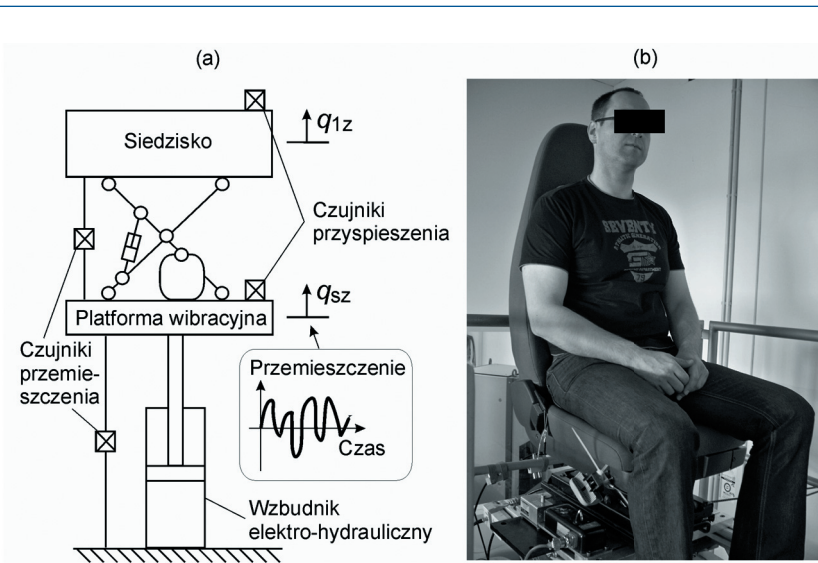 (a)
(b)
Siedzisko
q1z
Czujniki
przyspieszenia
qsz
Platforma wibracyjna
Czujniki
przemie-
szczenia
Przemieszczenie
Czas
Wzbudnik
elektro-hydrauliczny
SEVENTY